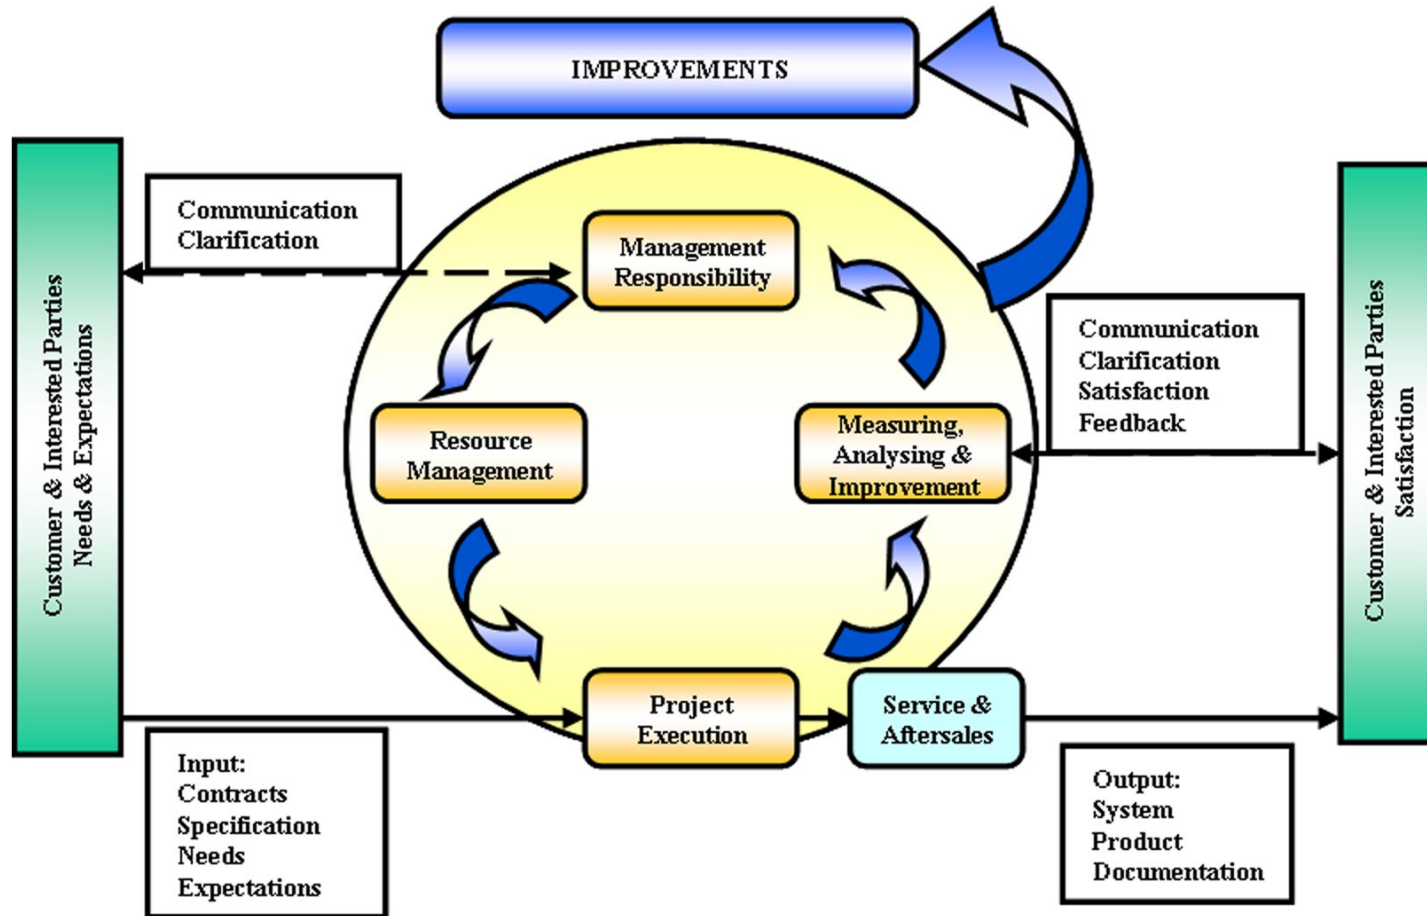 IMPROVEMENTS
Customer & Interested Parties
Needs & Expectations
Communication
Clarification
Management
Responsibility
Resource
Management
Measuring,
Analysing &
Improvement
Communication
Clarification
Satisfaction
Feedback
Customer & Interested Parties
Satisfaction
Project
Execution
Service &
Aftersales
Input:
Contracts
Specification
Needs
Expectations
Output:
System
Product
Documentation